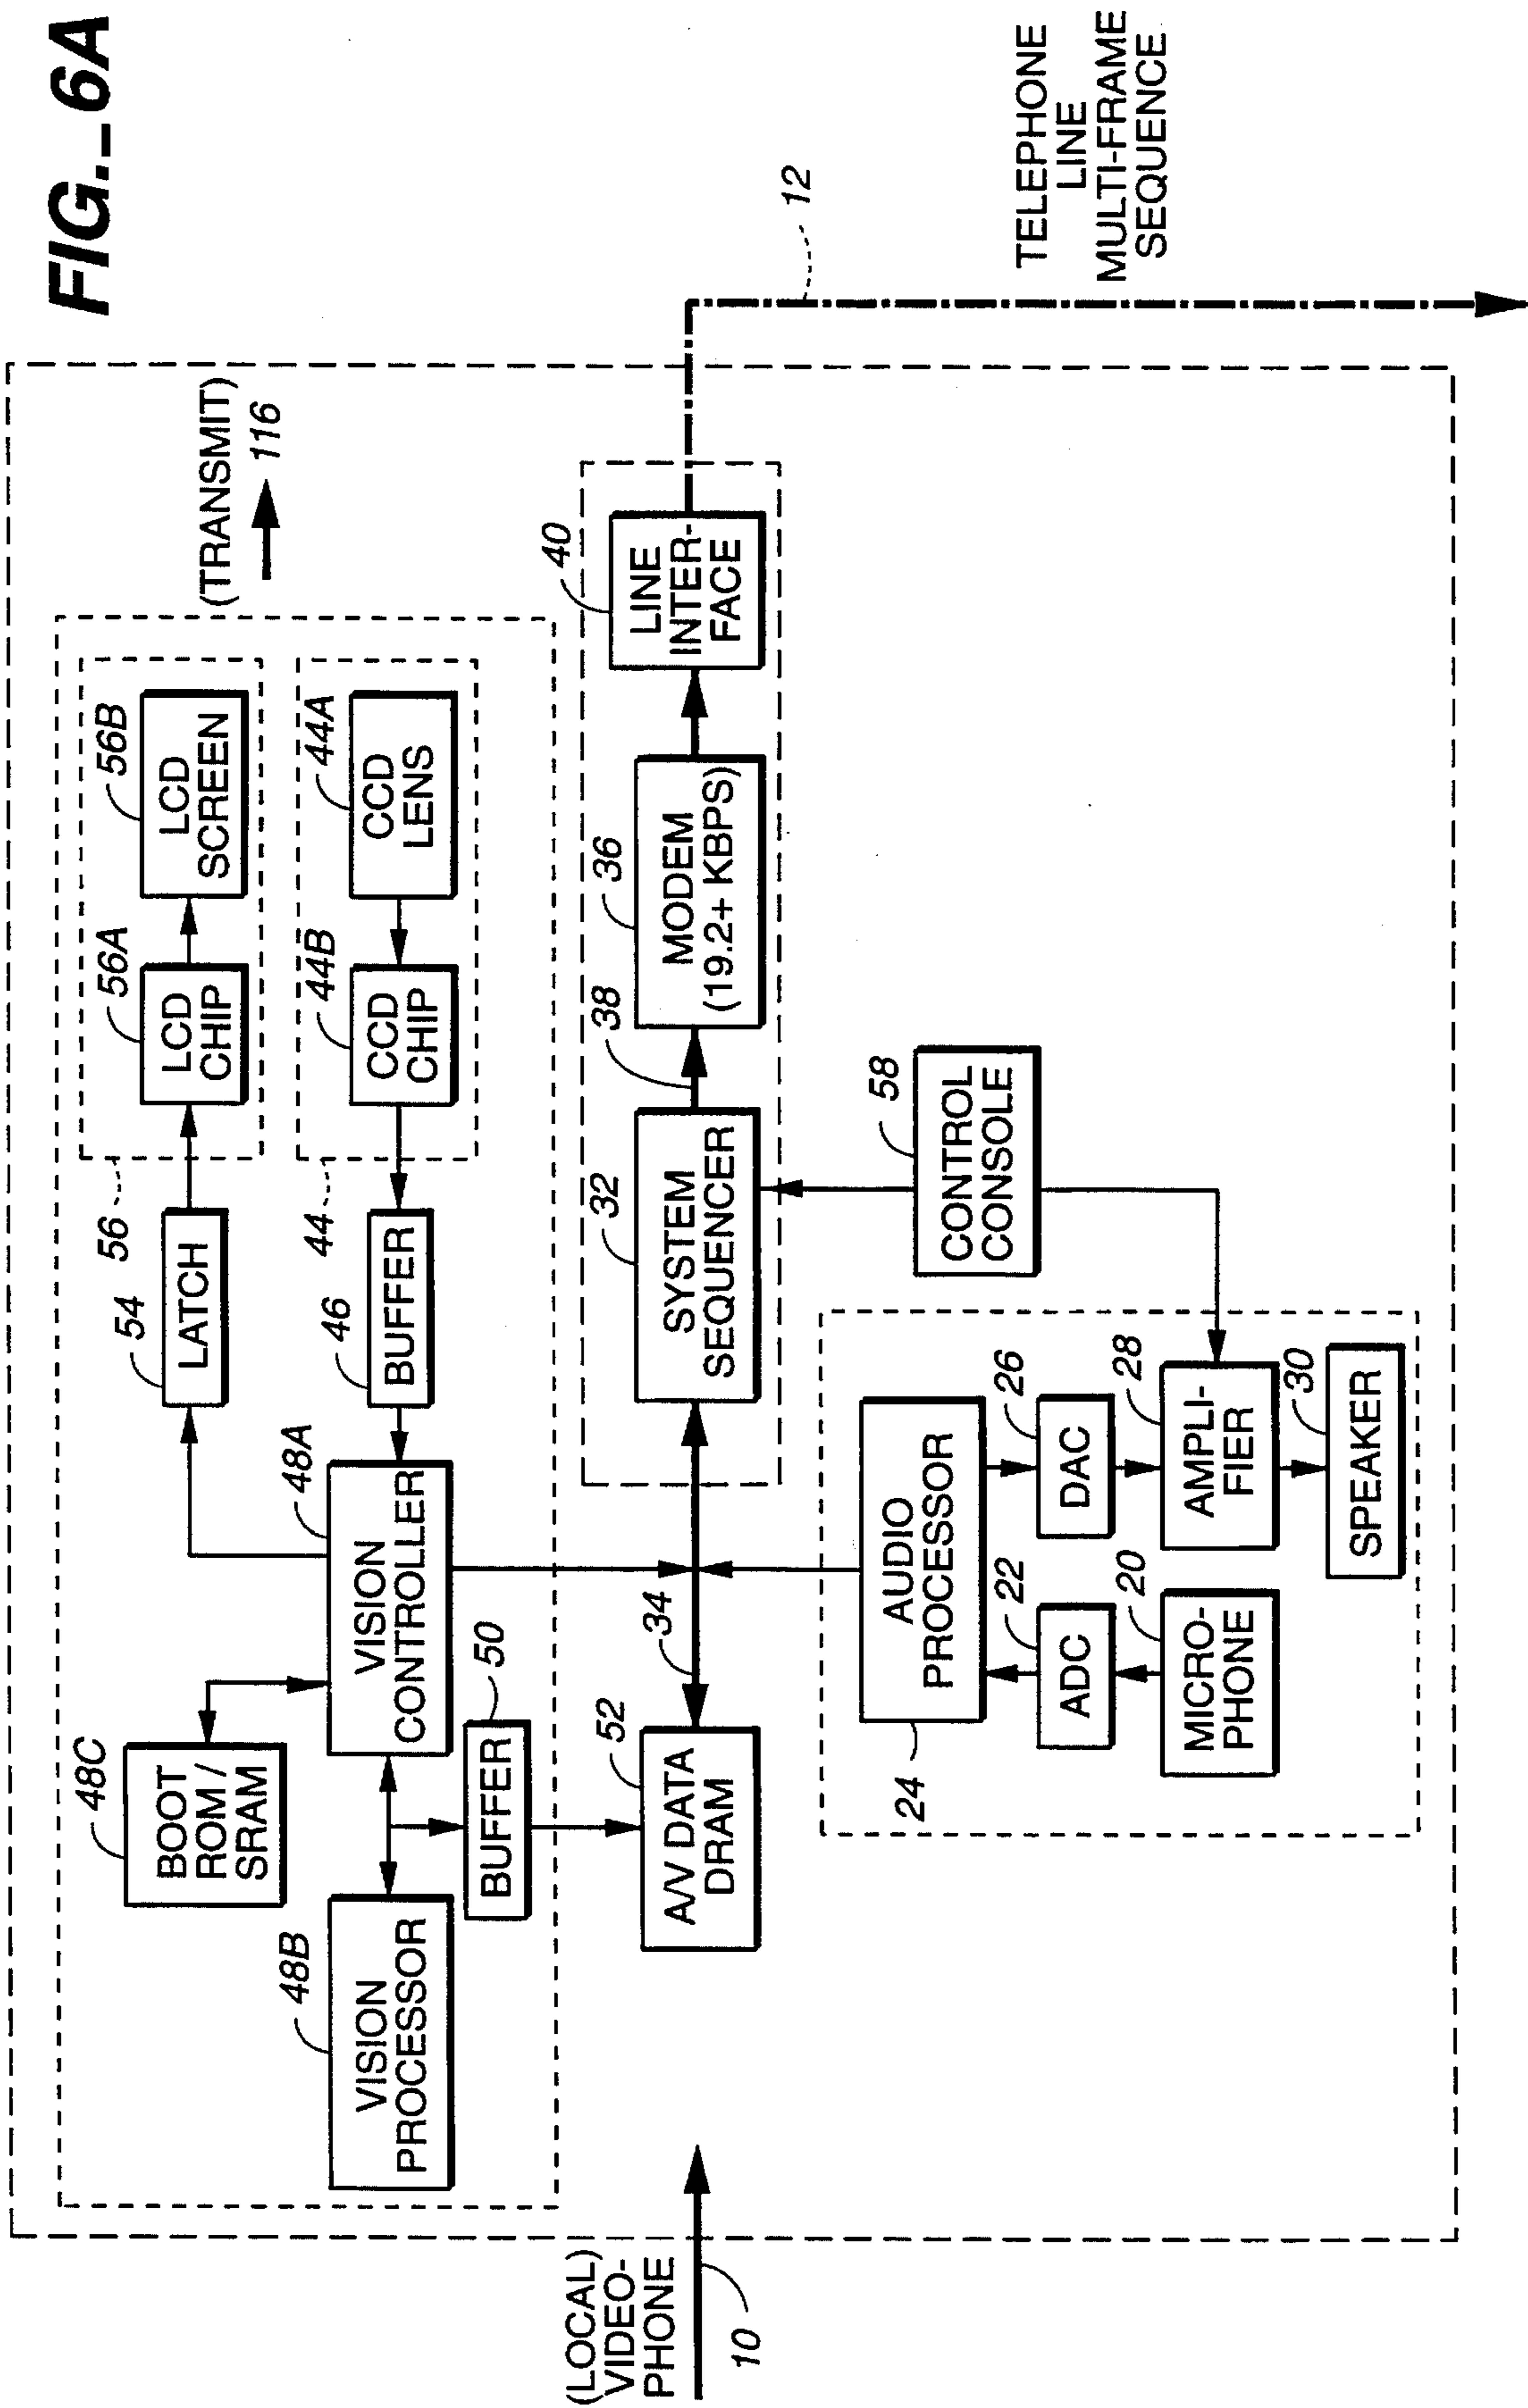 FIG._6A
(TRANSMIT)
116
56B
LCD
SCREEN
56A
LCD
CHIP
56
54
LATCH
44A
CCD
LENS
44B
CCD
CHIP
44
46
BUFFER
48A
VISION
CONTROLLER
48C
BOOT
ROM /
SRAM
48B
VISION
PROCESSOR
50
BUFFER
52
A/V DATA
DRAM
34
32
SYSTEM
SEQUENCER
38
36
MODEM
(19.2+ KBPS)
40
LINE
INTER-
FACE
12
TELEPHONE
LINE
MULTI-FRAME
SEQUENCE
58
CONTROL
CONSOLE
24
AUDIO
PROCESSOR
22
ADC
20
MICRO-
PHONE
26
DAC
28
AMPLI-
FIER
30
SPEAKER
(LOCAL)
VIDEO-
PHONE
10